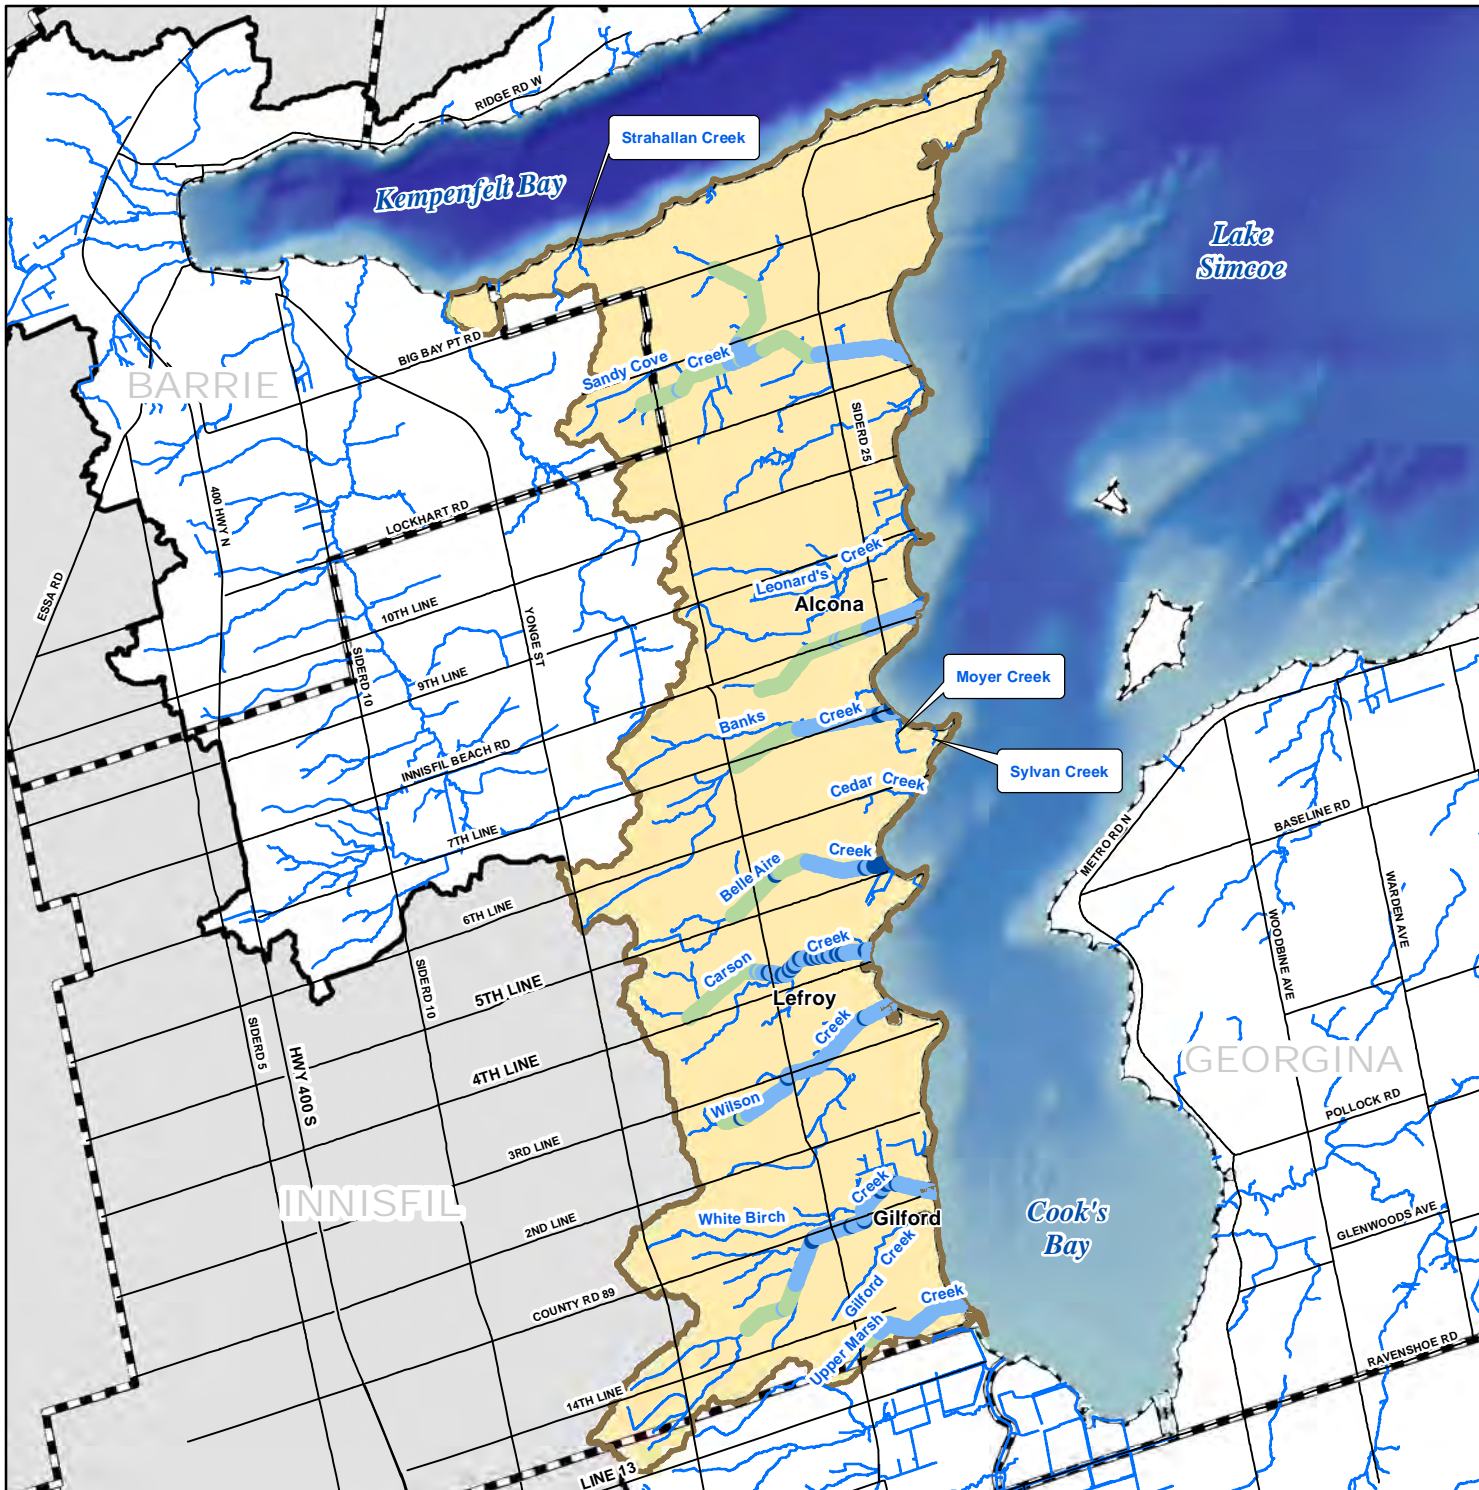 RIDGE RD W
Strahallan Creek
Kempenfelt Bay
Lake
Simcoe
BIG BAY PT RD
BARRIE
Sandy Cove Creek
SIDERD 25
400 HWY N
LOCKHART RD
ESSA RD
10TH LINE
YONGE ST
SIDERD 10
9TH LINE
Leonard's Creek
Alcona
Moyer Creek
Banks Creek
INNISFIL BEACH RD
Sylvan Creek
Cedar Creek
7TH LINE
METRO RD N
BASELINE RD
Belle Aire Creek
WARDEN AVE
WOODBINE AVE
6TH LINE
Carson Creek
5TH LINE
SIDERD 10
Lefroy
SIDERD 5
HWY 400 S
4TH LINE
Creek
Wilson
GEORGINA
POLLOCK RD
3RD LINE
INNISFIL
Creek
White Birch
Gilford
2ND LINE
Cook's
Bay
GLENWOODS AVE
Gilford Creek
COUNTY RD 89
Upper Marsh Creek
RAVENSHOE RD
14TH LINE
LINE 13